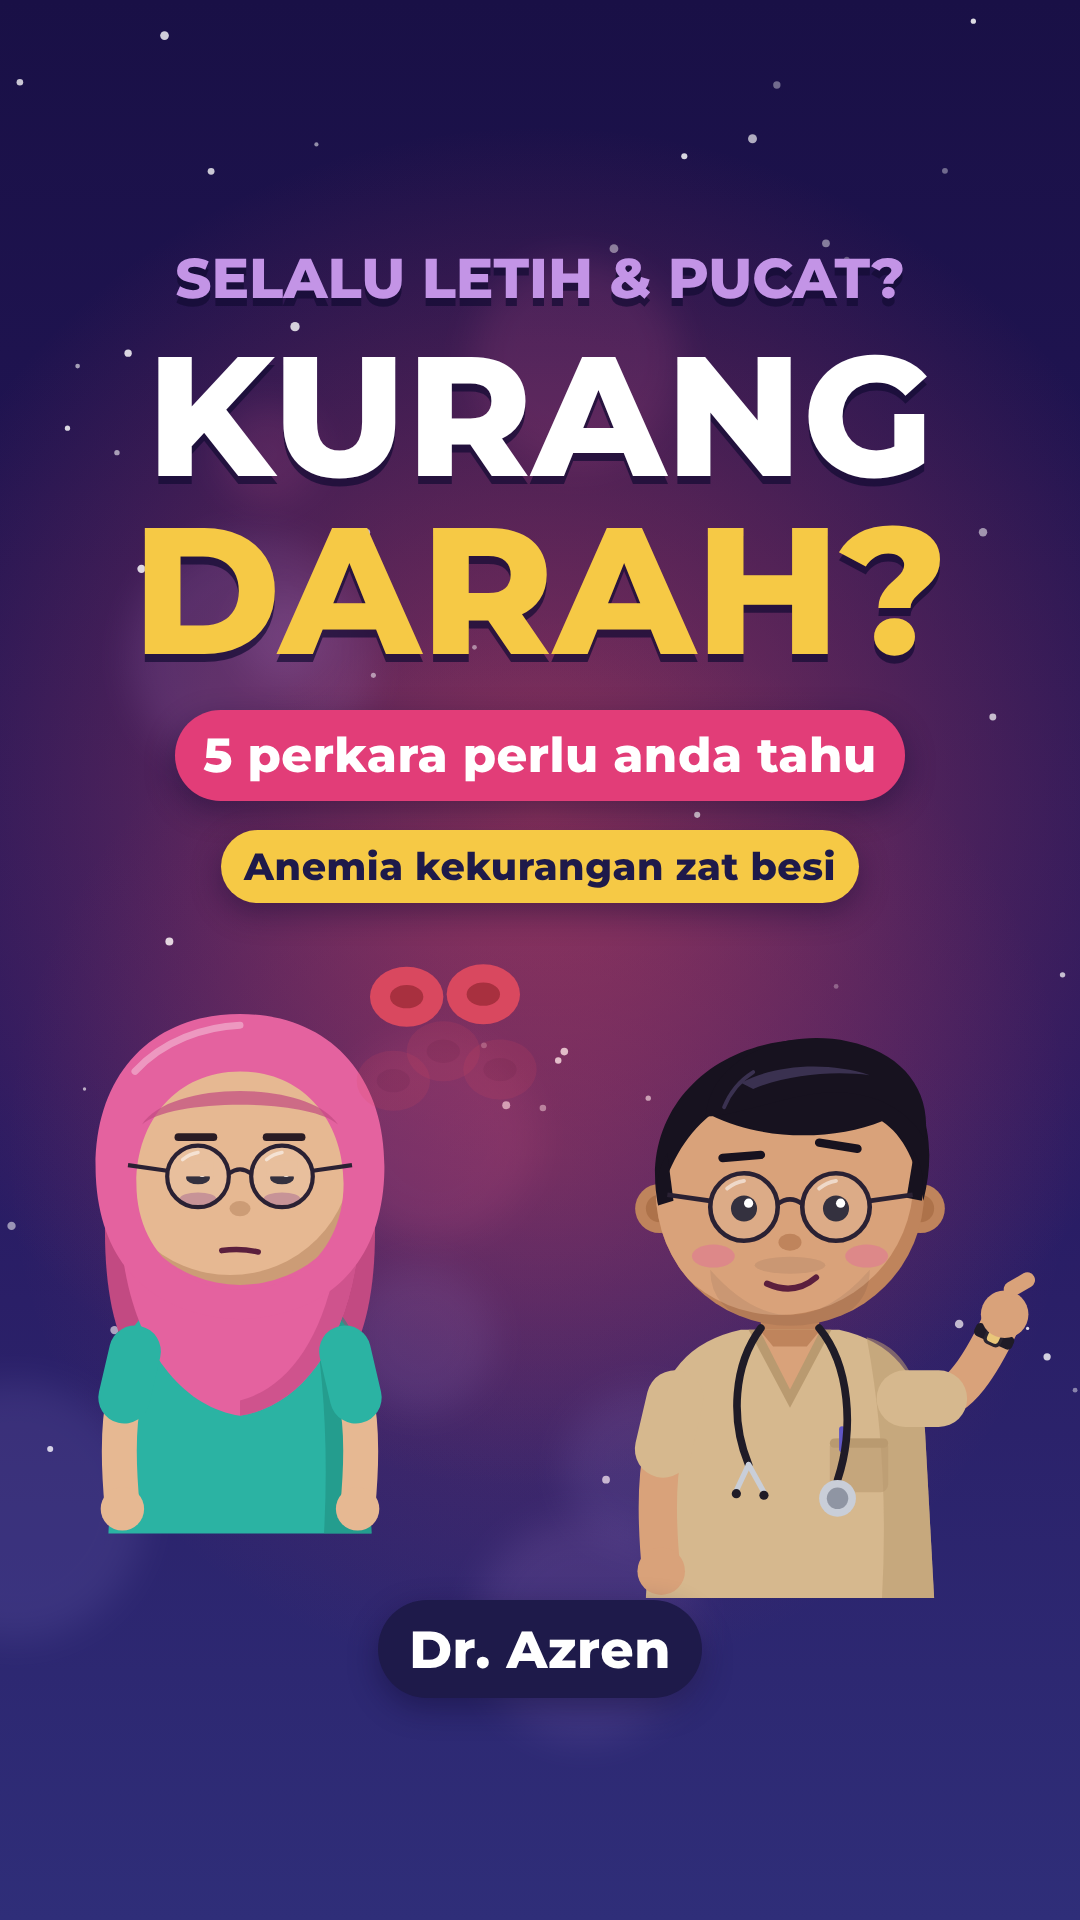 SELALU LETIH & PUCAT?
KURANG
DARAH?
5 perkara perlu anda tahu
Anemia kekurangan zat besi
Dr. Azren